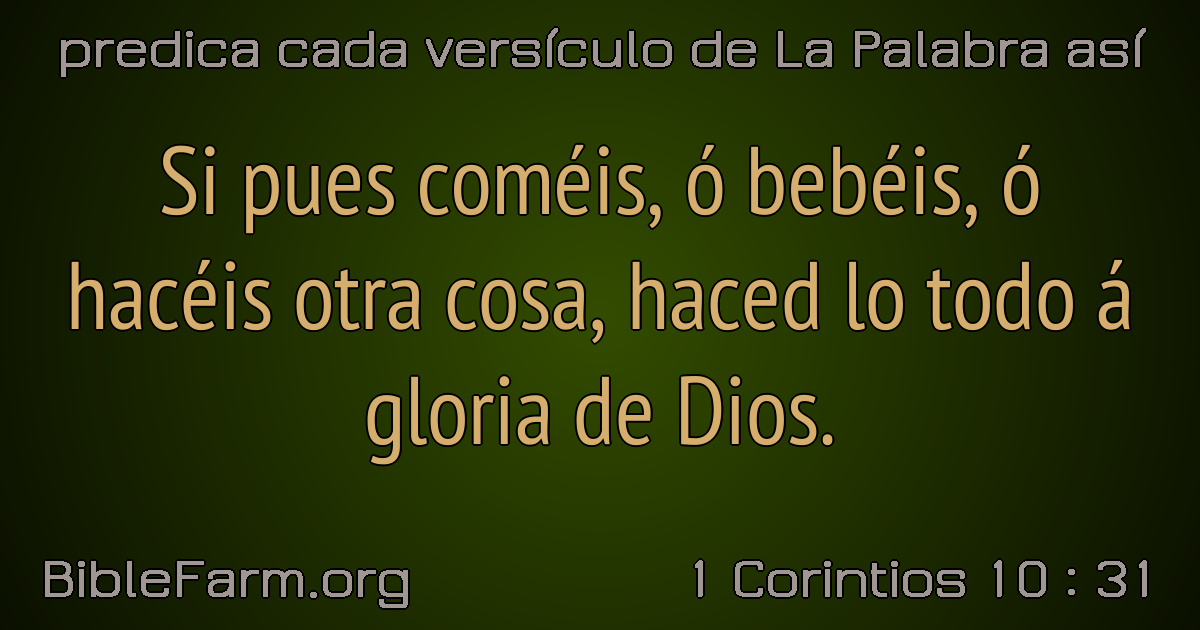 predica cada versículo de La Palabra así
Si pues coméis, ó bebéis, ó
hacéis otra cosa, haced lo todo á
gloria de Dios.
BibleFarm.org
1 Corintios 10 : 31